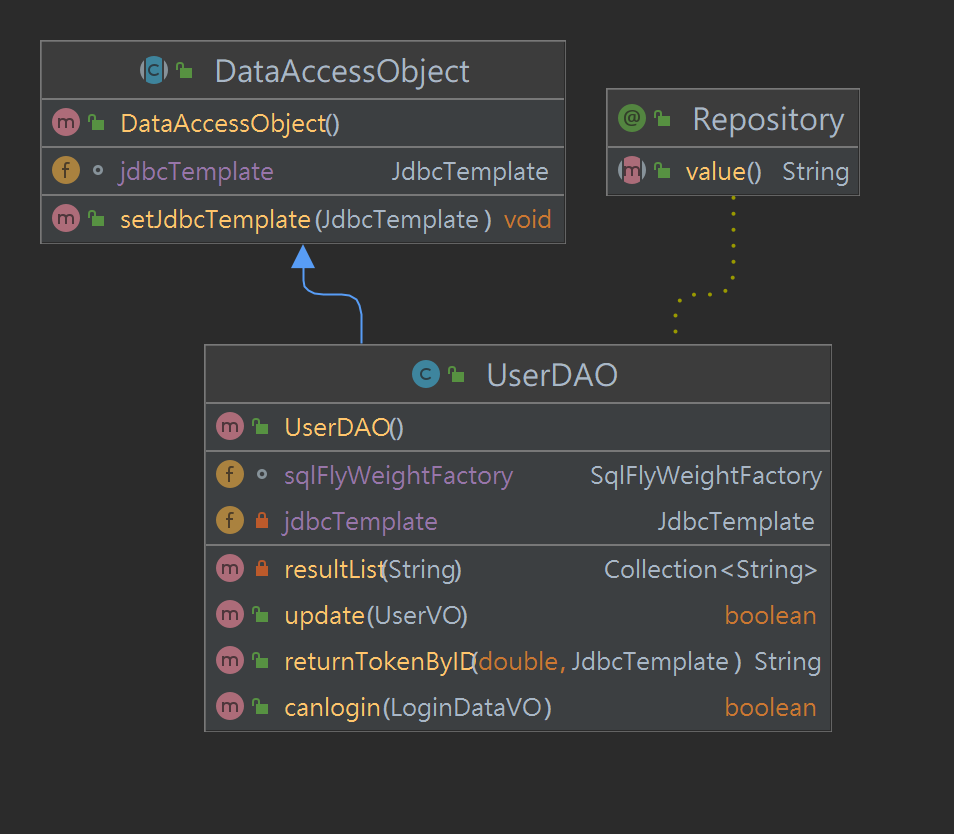 DataAccessObject
DataAccessObject()
jdbcTemplate JdbcTemplate
setJdbcTemplate(JdbcTemplate) void
Repository
value() String
UserDAO
UserDAO()
sqlFlyWeightFactory SqlFlyWeightFactory
jdbcTemplate JdbcTemplate
resultList(String) Collection<String>
update(UserVO) boolean
returnTokenByID(double, JdbcTemplate) String
canlogin(LoginDataVO) boolean